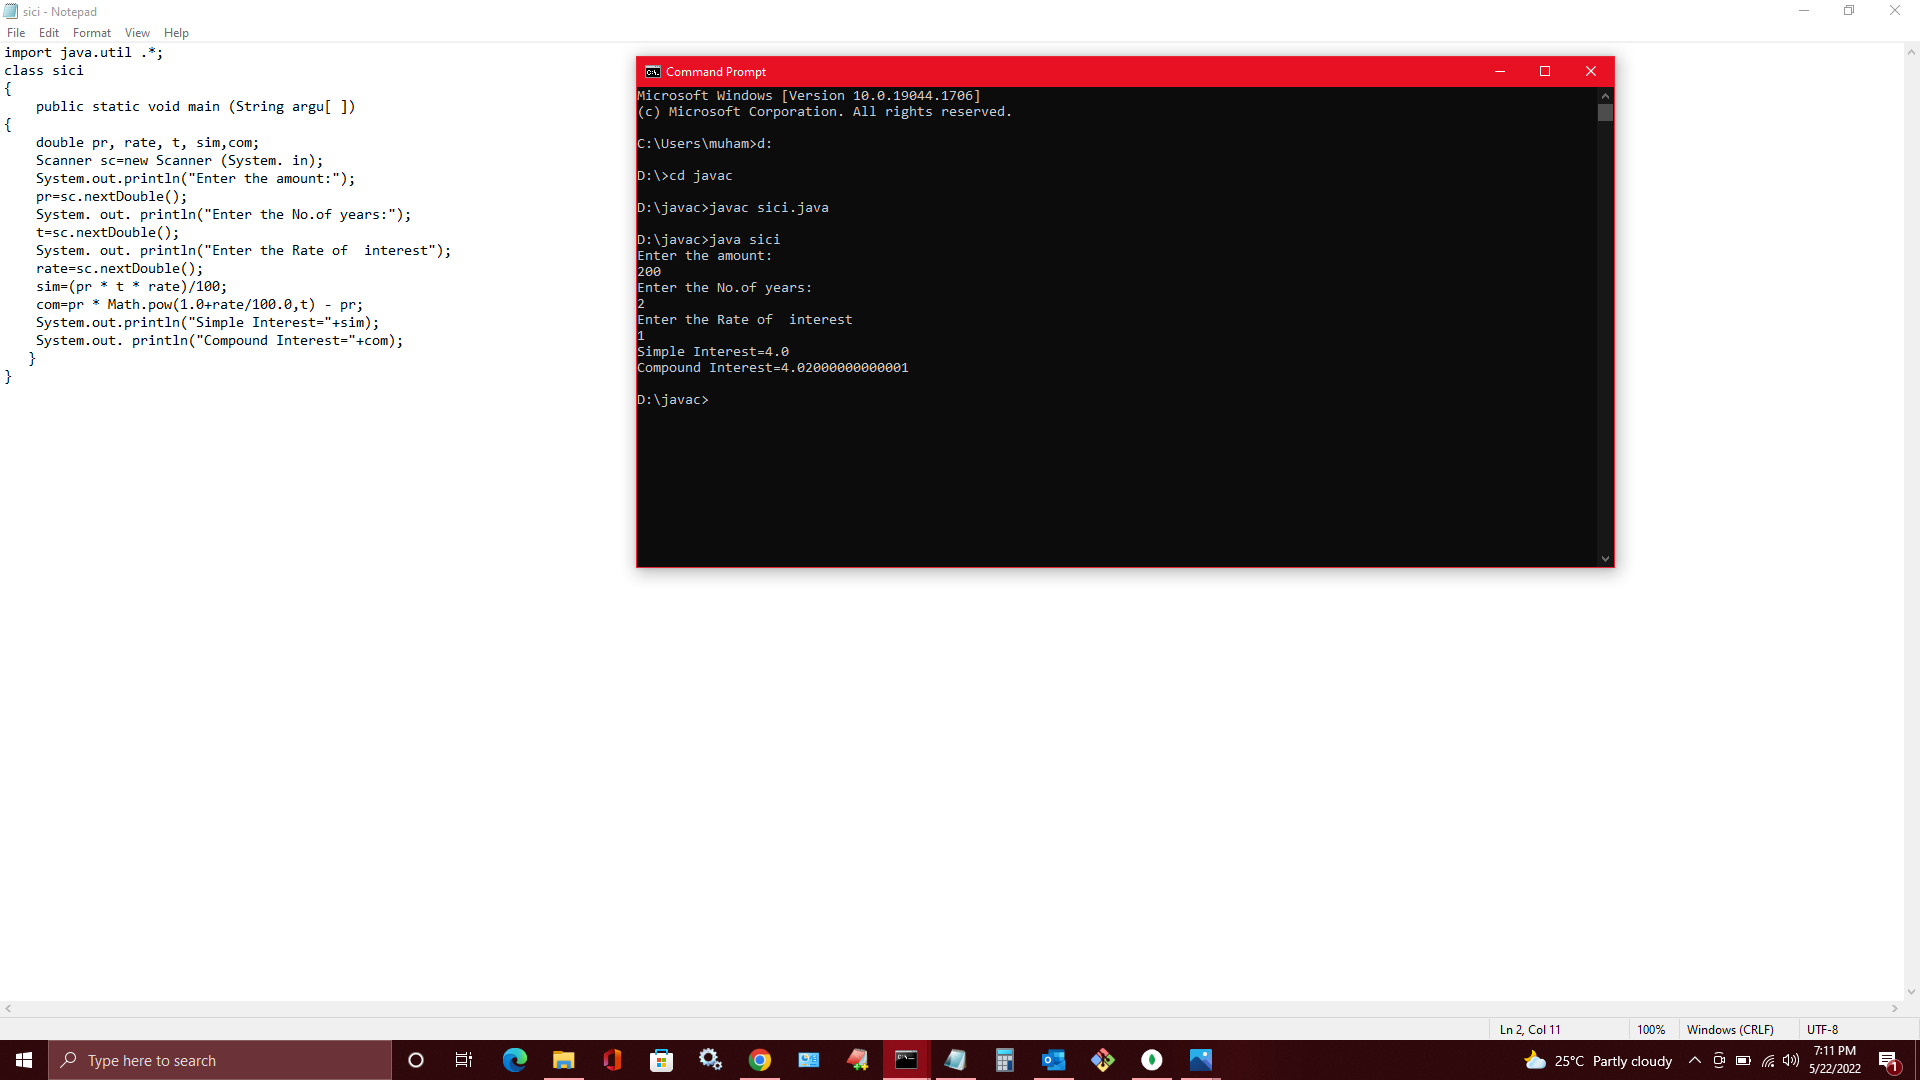 sici - Notepad
File Edit Format View Help
import java.util .*;
class sici
{
    public static void main (String argu[ ])
{
    double pr, rate, t, sim,com;
    Scanner sc=new Scanner (System. in);
    System.out.println("Enter the amount:");
    pr=sc.nextDouble();
    System. out. println("Enter the No.of years:");
    t=sc.nextDouble();
    System. out. println("Enter the Rate of  interest");
    rate=sc.nextDouble();
    sim=(pr * t * rate)/100;
    com=pr * Math.pow(1.0+rate/100.0,t) - pr;
    System.out.println("Simple Interest="+sim);
    System.out. println("Compound Interest="+com);
   }
}
Command Prompt
Microsoft Windows [Version 10.0.19044.1706]
(c) Microsoft Corporation. All rights reserved.
C:\Users\muham>d:
D:\>cd javac
D:\javac>javac sici.java
D:\javac>java sici
Enter the amount:
200
Enter the No.of years:
2
Enter the Rate of  interest
1
Simple Interest=4.0
Compound Interest=4.02000000000001
D:\javac>
Ln 2, Col 11 100% Windows (CRLF) UTF-8
Type here to search
25°C Partly cloudy
7:11 PM
5/22/2022
1